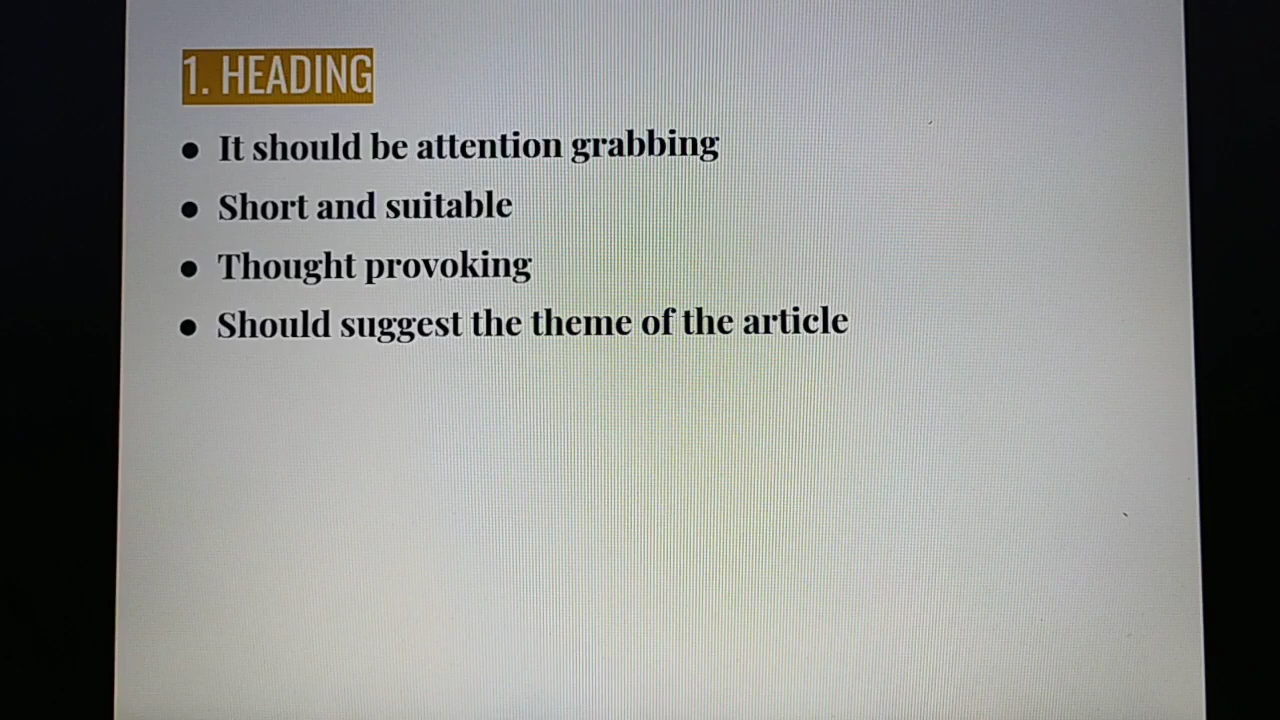 1. HEADING
● It should be attention grabbing
● Short and suitable
● Thought provoking
● Should suggest the theme of the article